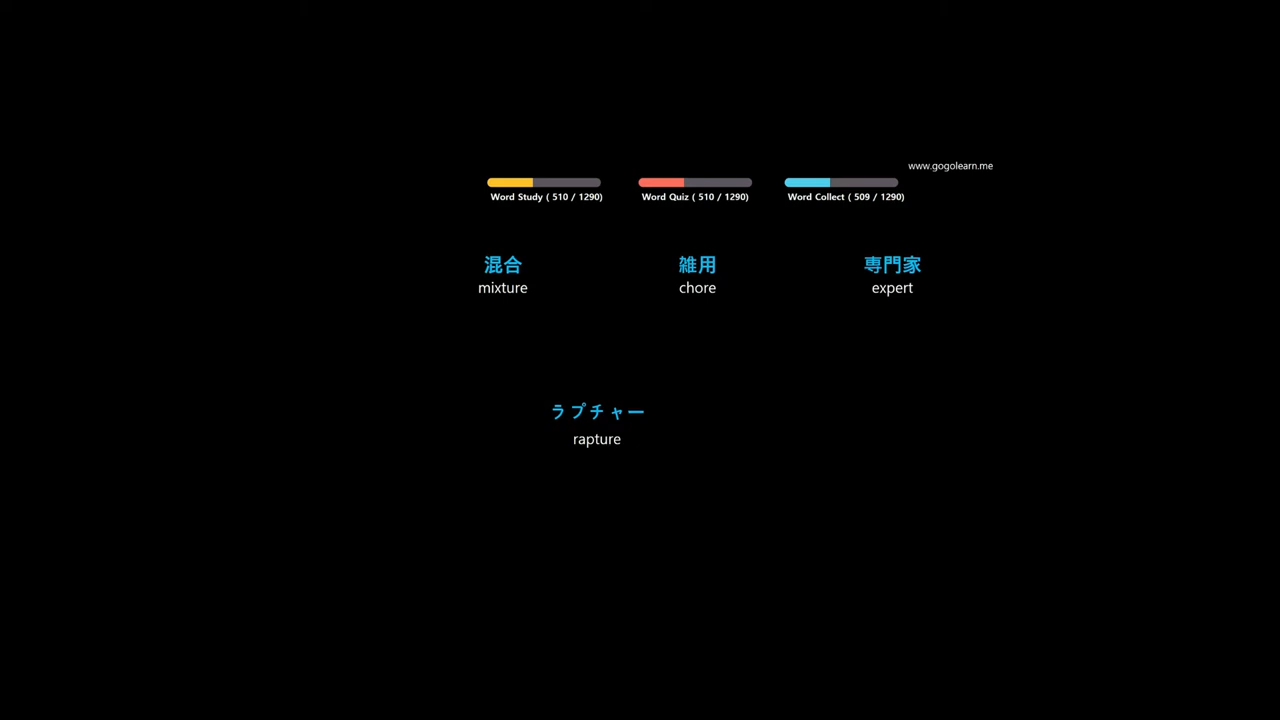 www.gogolearn.me
Word Study ( 510 / 1290)
Word Quiz ( 510 / 1290)
Word Collect ( 509 / 1290)
混合
mixture
雑用
chore
専門家
expert
ラプチャー
rapture